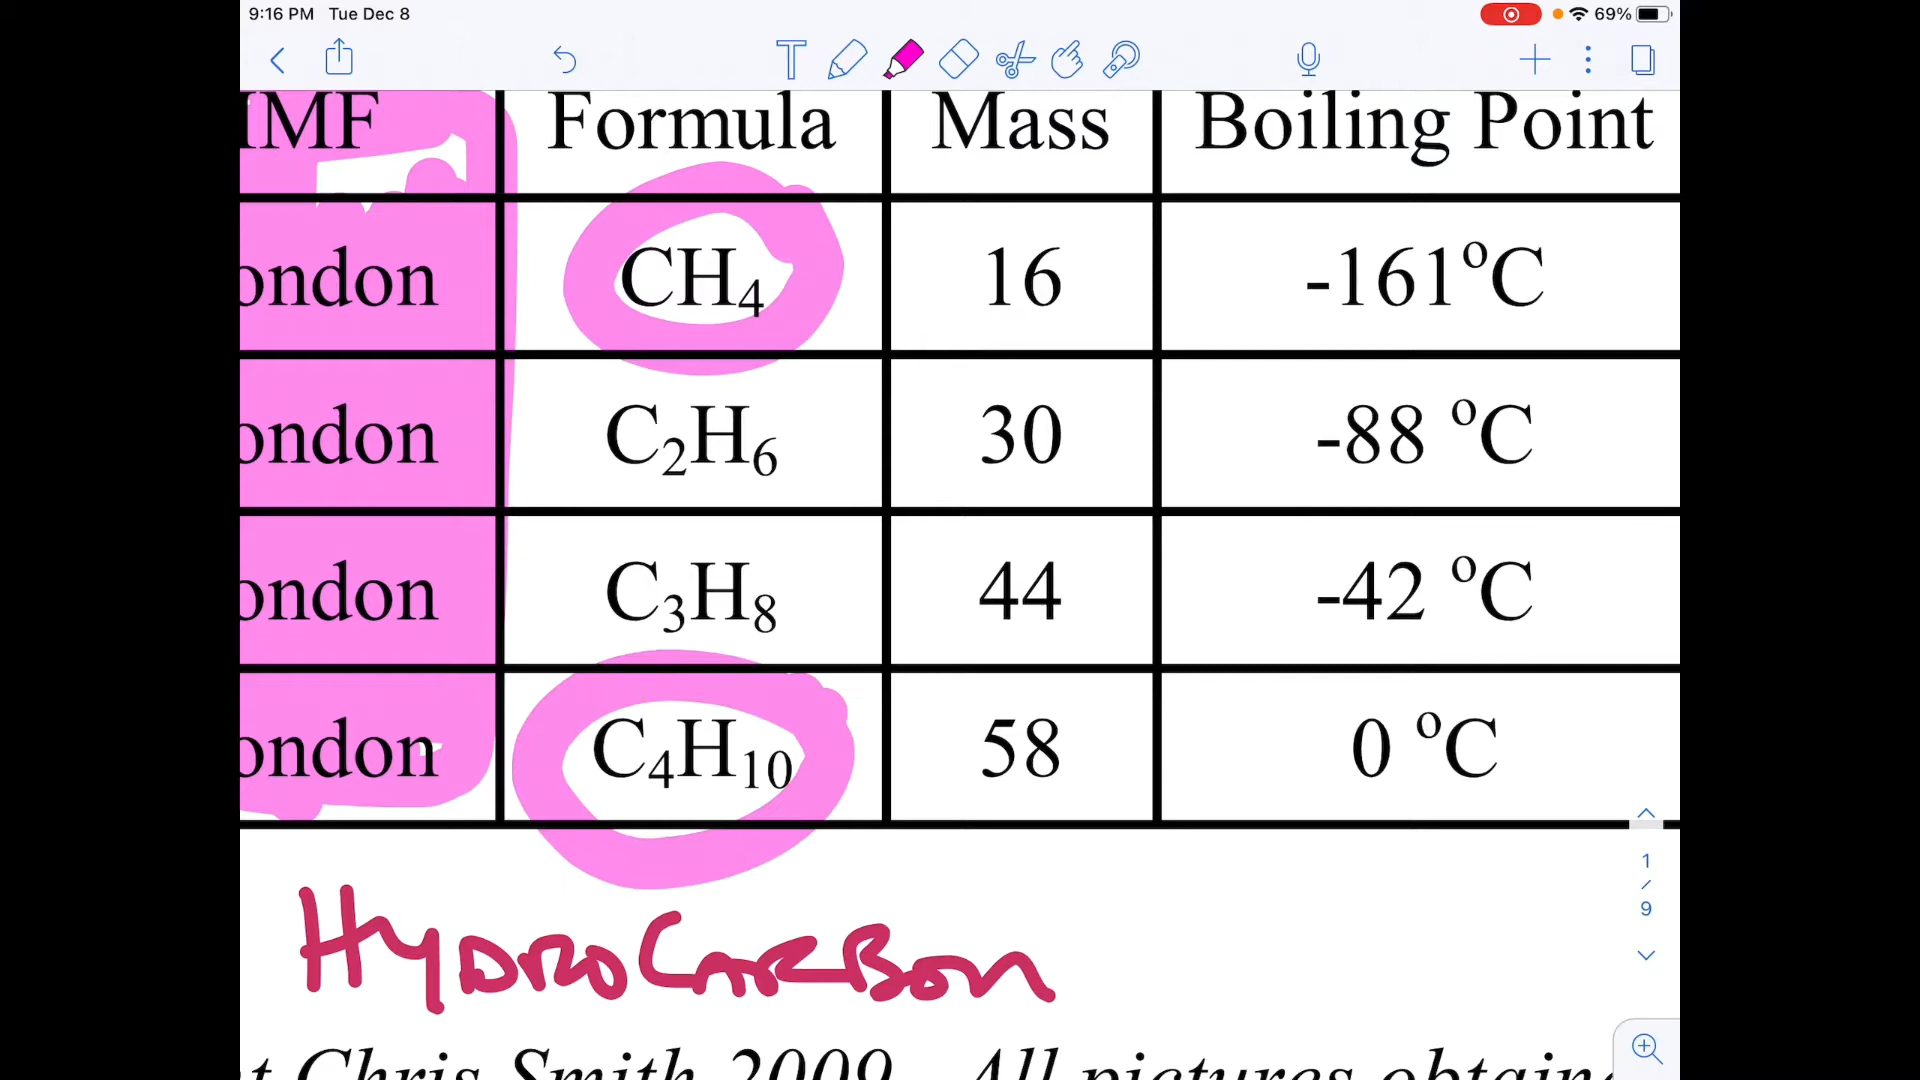 9:16 PM Tue Dec 8 69%
IMF Formula Mass Boiling Point
ondon CH₄ 16 -161°C
ondon C₂H₆ 30 -88 °C
ondon C₃H₈ 44 -42 °C
ondon C₄H₁₀ 58 0 °C
1
/
9
HYDROCARBON
t Chris Smith 2009 All pictures obtain